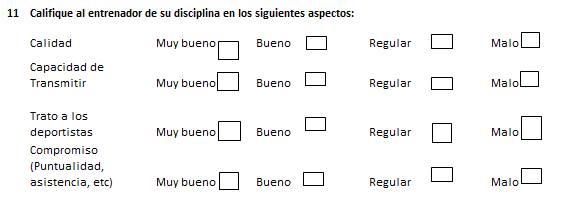 11 Califique al entrenador de su disciplina en los siguientes aspectos:
Calidad Muy bueno Bueno Regular Malo
Capacidad de
Transmitir Muy bueno Bueno Regular Malo
Trato a los
deportistas Muy bueno Bueno Regular Malo
Compromiso
(Puntualidad,
asistencia, etc) Muy bueno Bueno Regular Malo